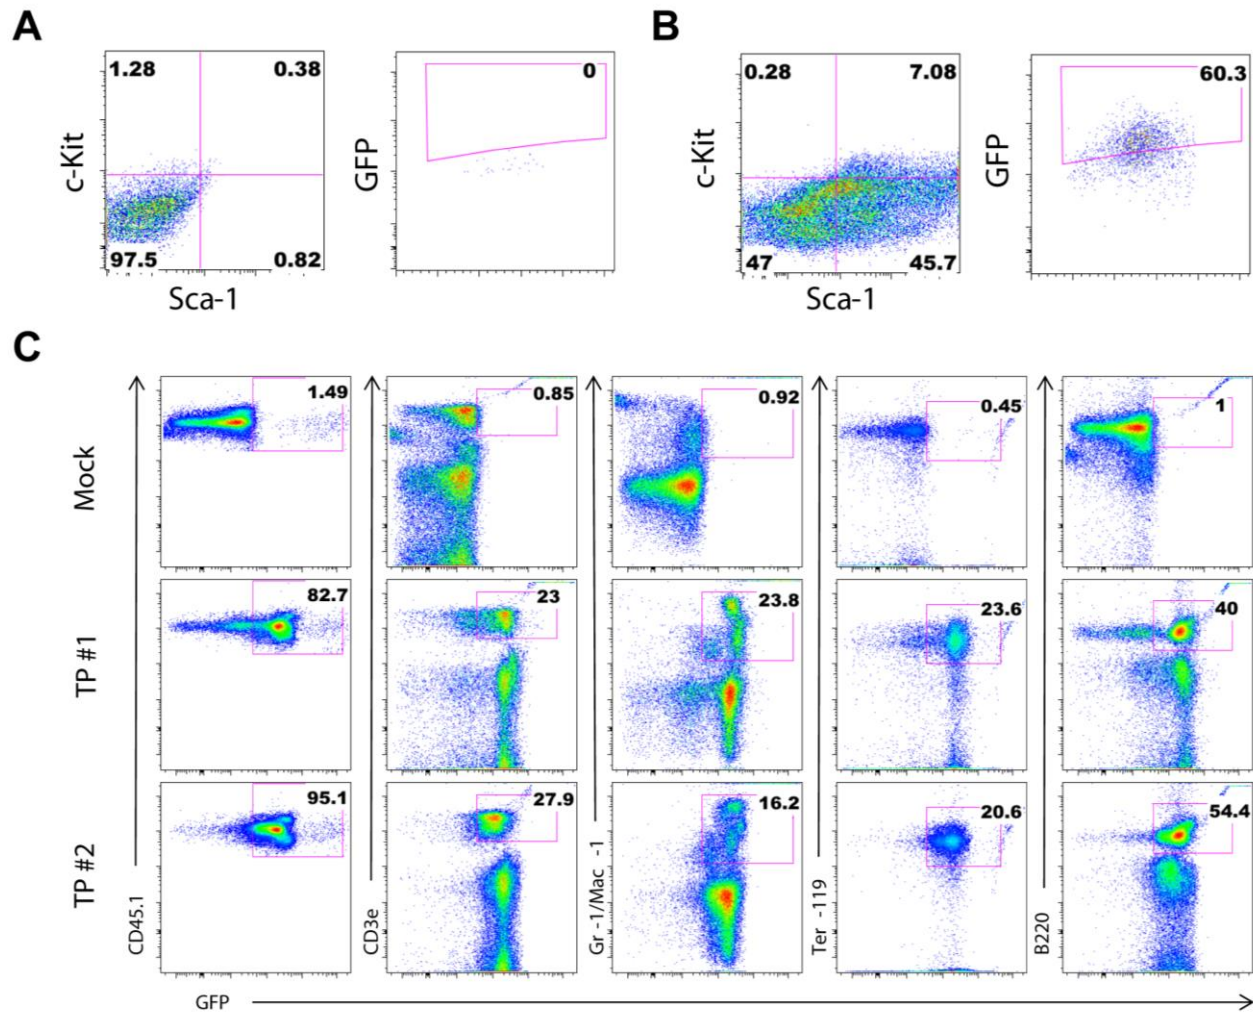 A
B
1.28
0.38
0
c-Kit
GFP
97.5
0.82
Sca-1
0.28
7.08
60.3
c-Kit
GFP
47
45.7
Sca-1
C
Mock
1.49
0.85
0.92
0.45
1
TP #1
82.7
23
23.8
23.6
40
TP #2
95.1
27.9
16.2
20.6
54.4
CD45.1
CD3e
Gr -1/Mac -1
Ter -119
B220
GFP